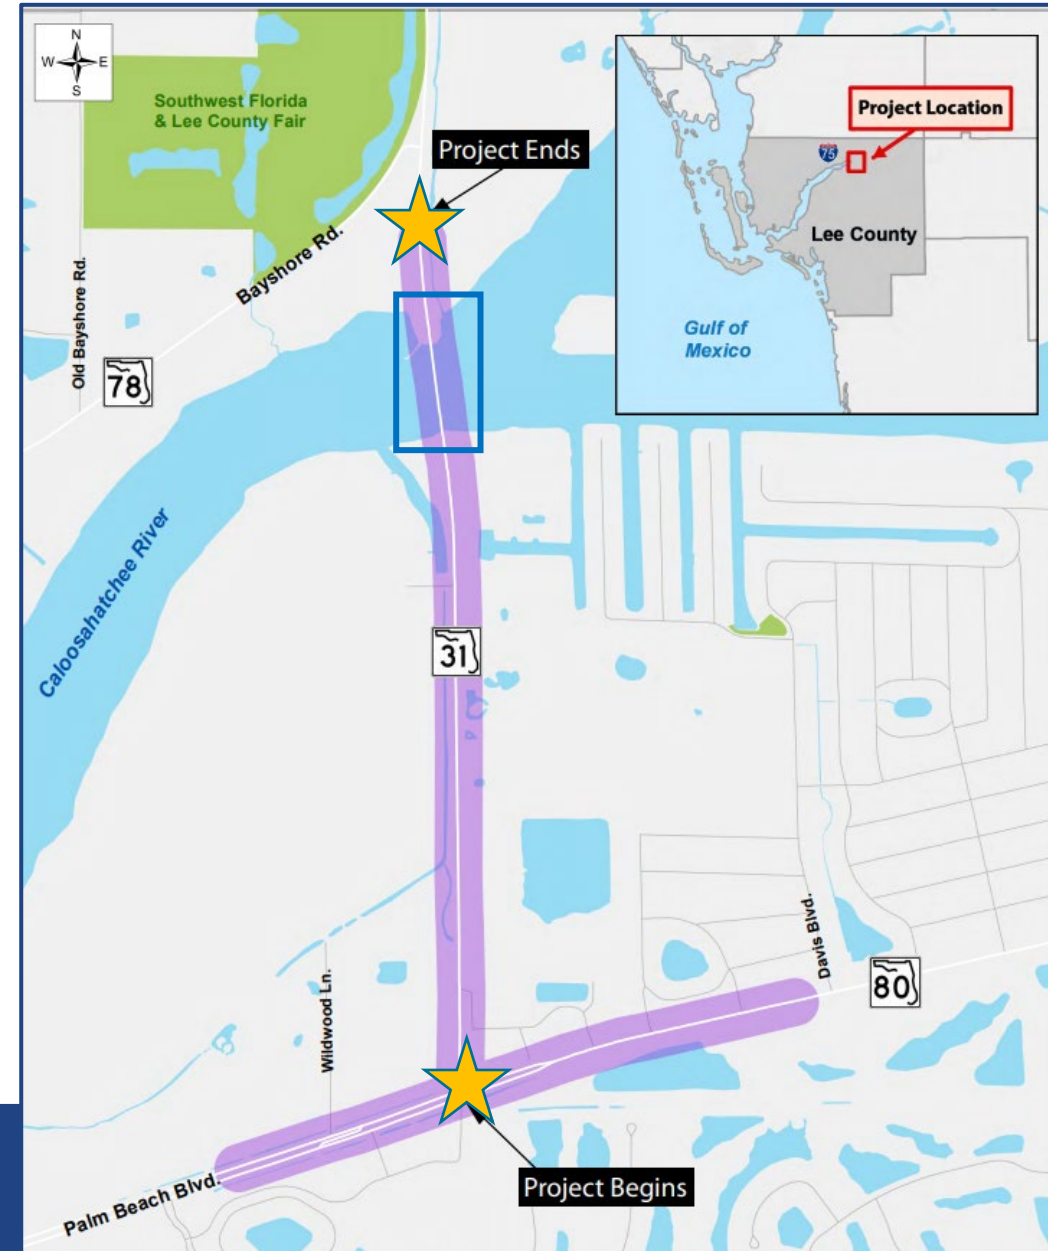 N
W
E
S
Southwest Florida
& Lee County Fair
Project Ends
Project Location
75
Lee County
Gulf of
Mexico
Bayshore Rd.
Old Bayshore Rd.
78
Caloosahatchee River
31
Davis Blvd.
80
Wildwood Ln.
Palm Beach Blvd.
Project Begins